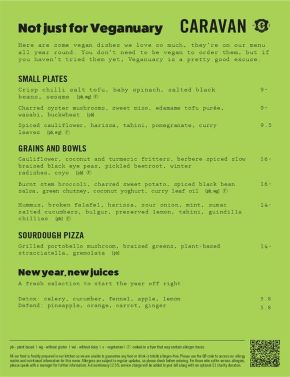 Not just for Veganuary
CARAVAN
Here are some vegan dishes we love so much, they're on our menu
all year round. You don't need to be vegan to order them, but if
you haven't tried them yet, Veganuary is a pretty good excuse.
SMALL PLATES
Crisp chilli salt tofu, baby spinach, salted black 9-
beans, sesame (pb,wg)
Charred oyster mushrooms, sweet miso, edamame tofu purée, 9-
wasabi, buckwheat (pb)
Spiced cauliflower, harissa, tahini, pomegranate, curry 9.5
leaves (pb,wg)
GRAINS AND BOWLS
Cauliflower, coconut and turmeric fritters, berbere spiced slow 16-
braised black eye peas, pickled beetroot, winter
radishes, coyo (pb)
Burnt stem broccoli, charred sweet potato, spiced black bean 16-
salsa, green chutney, coconut yoghurt, curry leaf oil (pb)
Hummus, broken falafel, harissa, sour onion, mint, sumac 14-
salted cucumbers, bulgur, preserved lemon, tahini, guindilla
chillies (pb)
SOURDOUGH PIZZA
Grilled portobello mushroom, braised greens, plant-based 14-
stracciatella, gremolata (pb)
New year, new juices
A fresh selection to start the year off right
Detox: celery, cucumber, fennel, apple, lemon 5.8
Defend: pineapple, orange, carrot, ginger 5.8